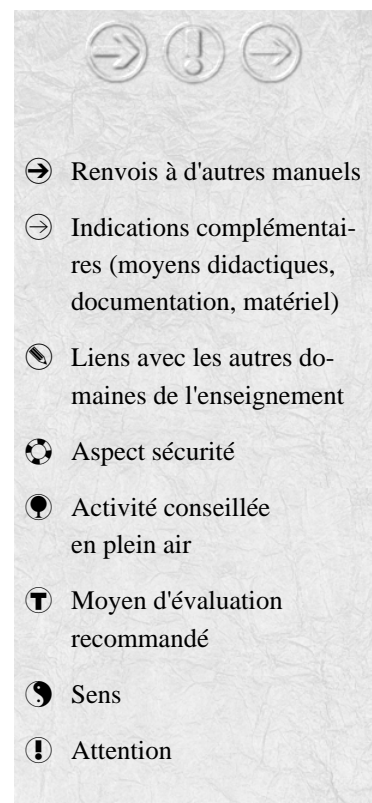 Renvois à d'autres manuels
Indications complémentai-
res (moyens didactiques,
documentation, matériel)
Liens avec les autres do-
maines de l'enseignement
Aspect sécurité
Activité conseillée
en plein air
T Moyen d'évaluation
recommandé
Sens
! Attention